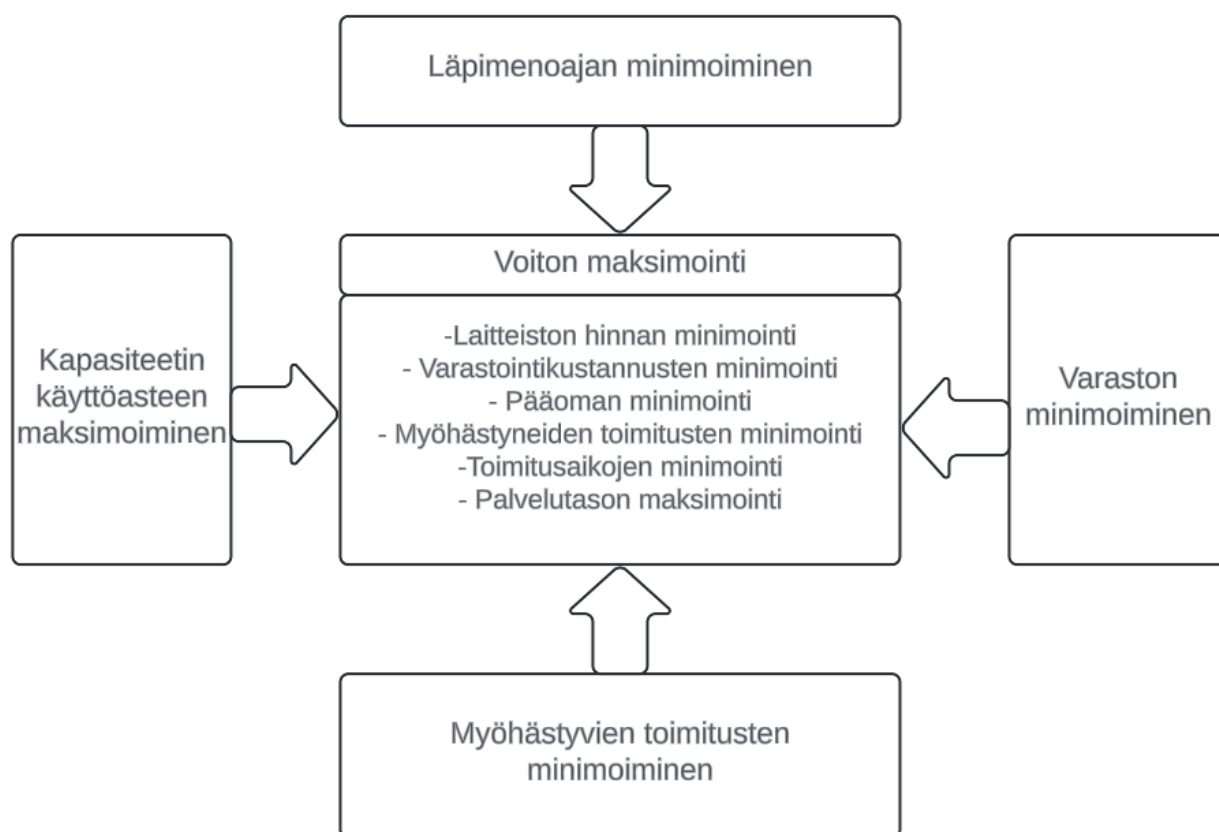 Läpimenoajan minimoiminen
Voiton maksimointi
Kapasiteetin
käyttöasteen
maksimoiminen
-Laitteiston hinnan minimointi
- Varastointikustannusten minimointi
- Pääoman minimointi
- Myöhästyneiden toimitusten minimointi
-Toimitusaikojen minimointi
- Palvelutason maksimointi
Varaston
minimoiminen
Myöhästyvien toimitusten
minimoiminen